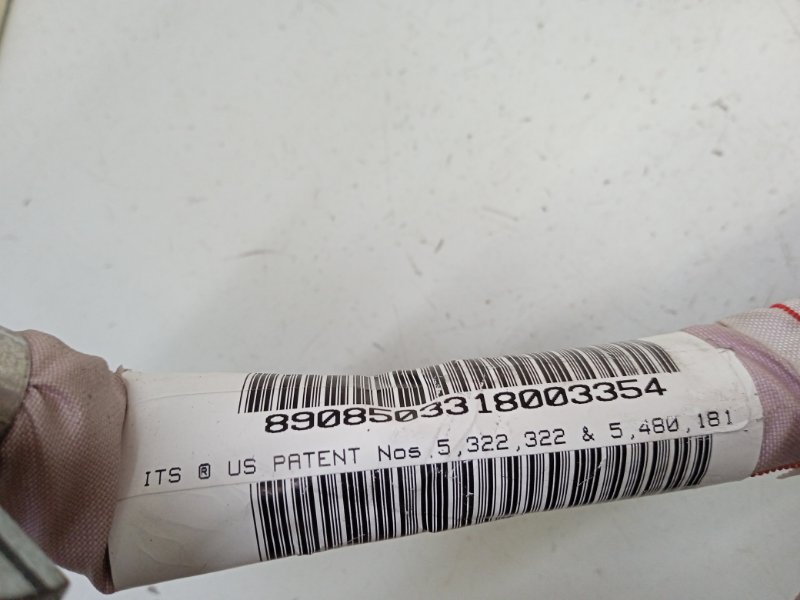 8908503318003354
ITS ® US PATENT Nos. 5,322,322 & 5,480,181